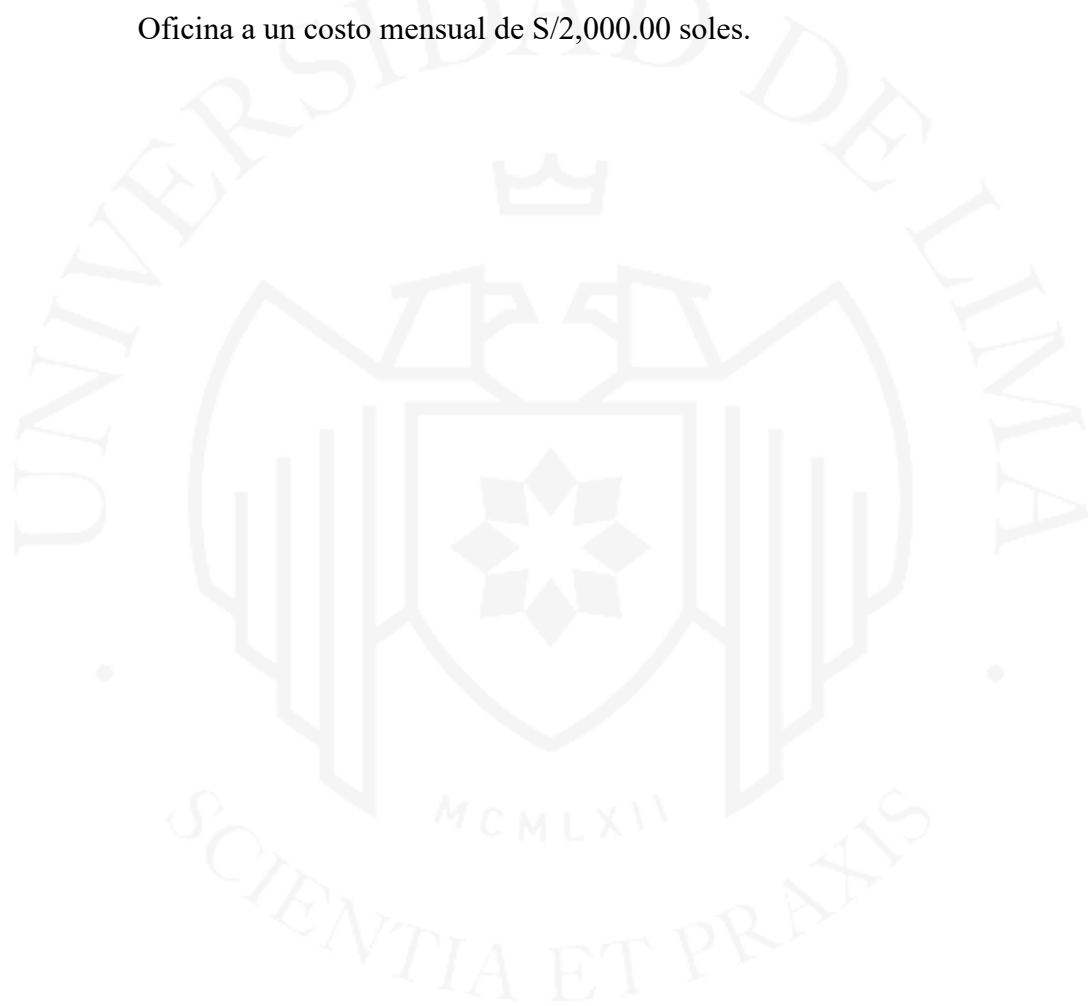 Oficina a un costo mensual de S/2,000.00 soles.
UNIVERSIDAD DE LIMA
MCMLXII
SCIENTIA ET PRAXIS